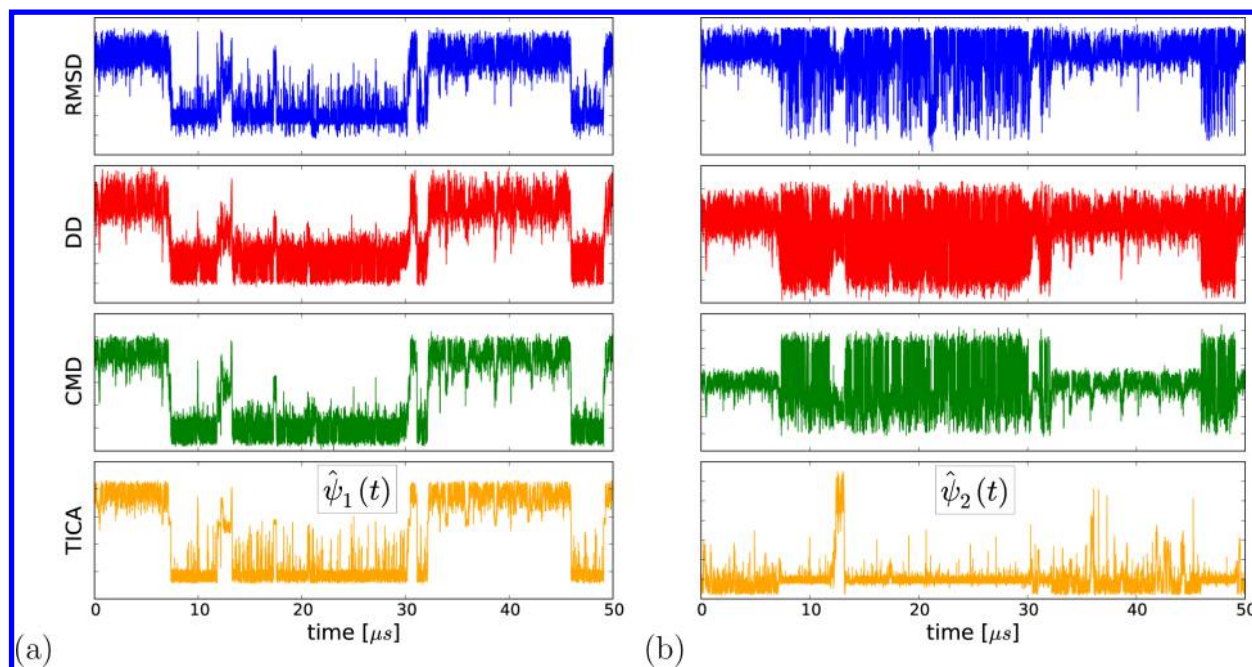 RMSD
DD
CMD
TICA
ψ̂₁(t)
ψ̂₂(t)
0 10 20 30 40 50
0 10 20 30 40 50
time [μs]
time [μs]
(a)
(b)